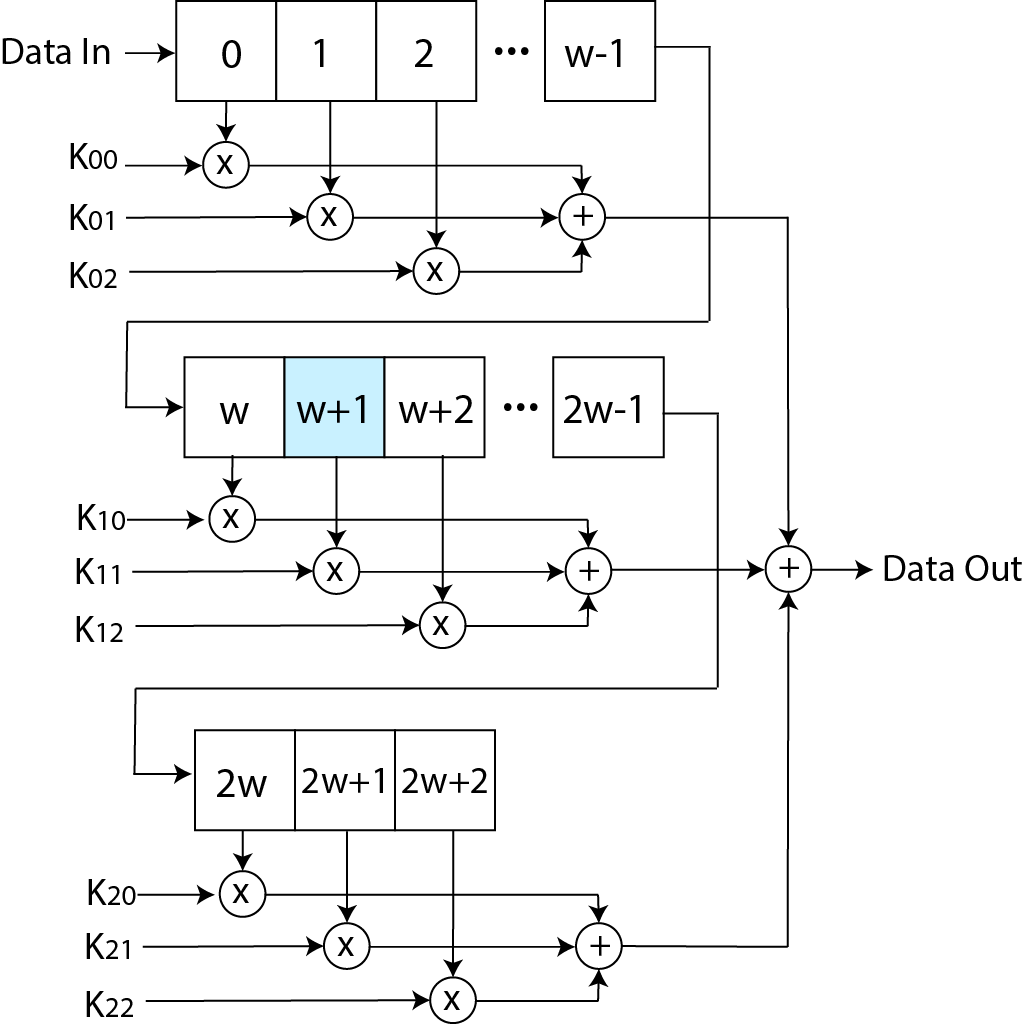 Data In 0 1 2 ... w-1
K00 x
K01 x +
K02 x
w w+1 w+2 ... 2w-1
K10 x
K11 x + + Data Out
K12 x
2w 2w+1 2w+2
K20 x
K21 x +
K22 x